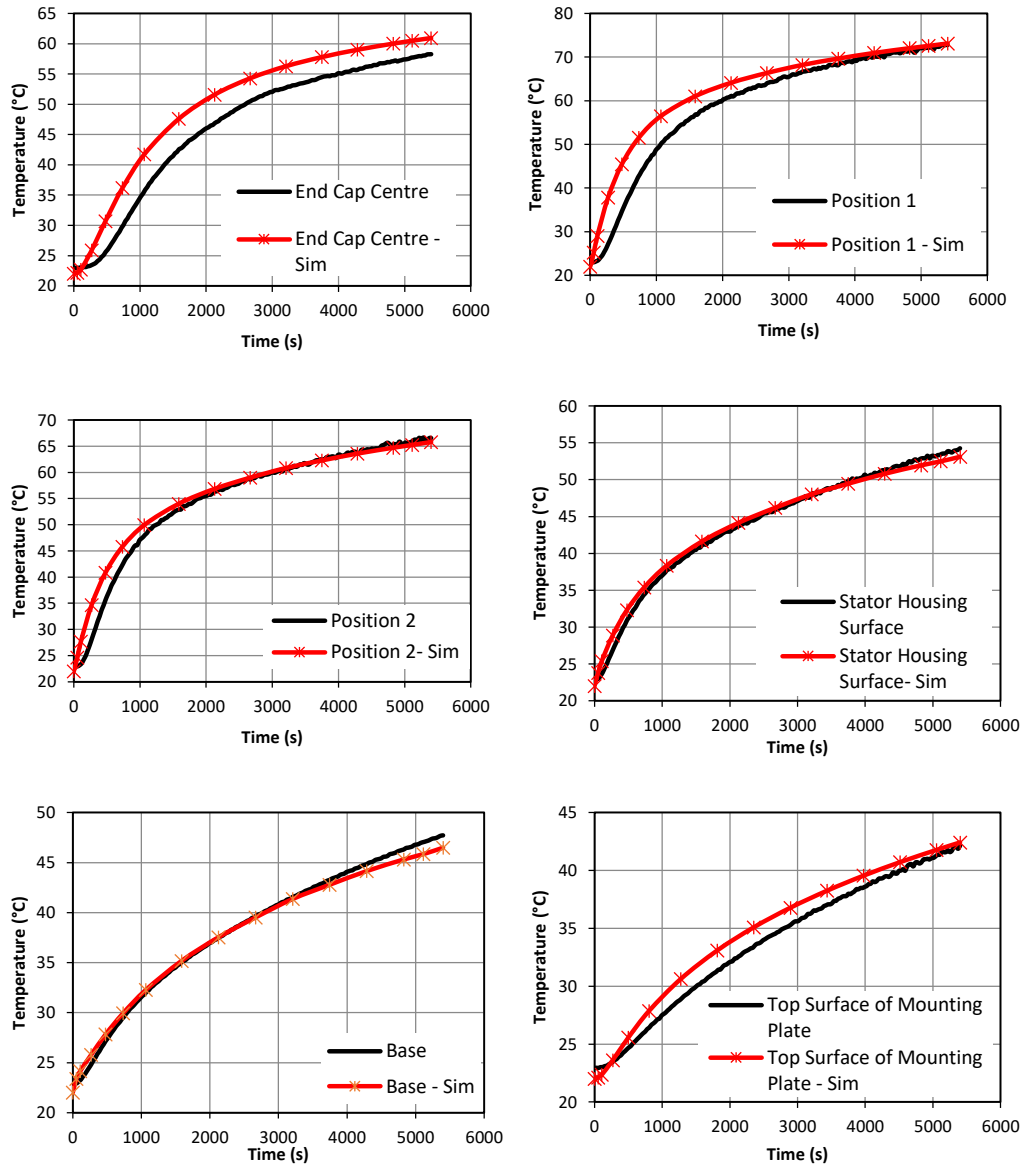 65
60
55
50
45
40
35
30
25
20
Temperature (°C)
End Cap Centre
End Cap Centre -
Sim
0 1000 2000 3000 4000 5000 6000
Time (s)
80
70
60
50
40
30
20
Temperature (°C)
Position 1
Position 1 - Sim
0 1000 2000 3000 4000 5000 6000
Time (s)
70
65
60
55
50
45
40
35
30
25
20
Temperature (°C)
Position 2
Position 2- Sim
0 1000 2000 3000 4000 5000 6000
Time (s)
60
55
50
45
40
35
30
25
20
Temperature (°C)
Stator Housing
Surface
Stator Housing
Surface- Sim
0 1000 2000 3000 4000 5000 6000
Time (s)
50
45
40
35
30
25
20
Temperature (°C)
Base
Base - Sim
0 1000 2000 3000 4000 5000 6000
Time (s)
45
40
35
30
25
20
Temperature (°C)
Top Surface of Mounting
Plate
Top Surface of Mounting
Plate - Sim
0 1000 2000 3000 4000 5000 6000
Time (s)